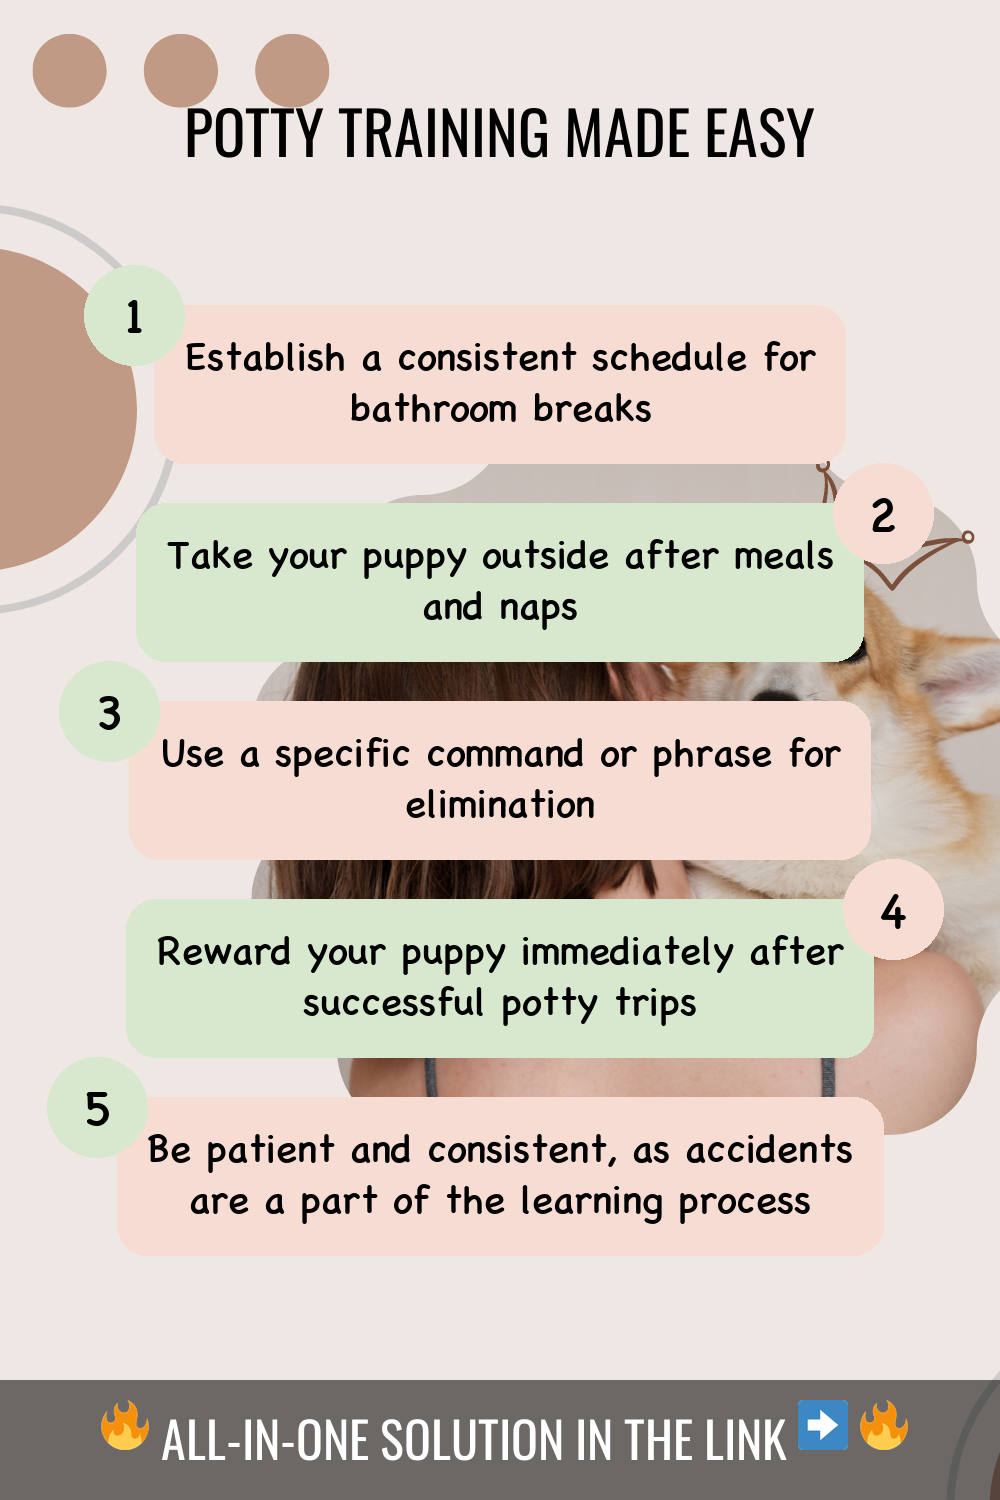 POTTY TRAINING MADE EASY
1
Establish a consistent schedule for
bathroom breaks
2
Take your puppy outside after meals
and naps
3
Use a specific command or phrase for
elimination
4
Reward your puppy immediately after
successful potty trips
5
Be patient and consistent, as accidents
are a part of the learning process
🔥 ALL-IN-ONE SOLUTION IN THE LINK ➡️ 🔥